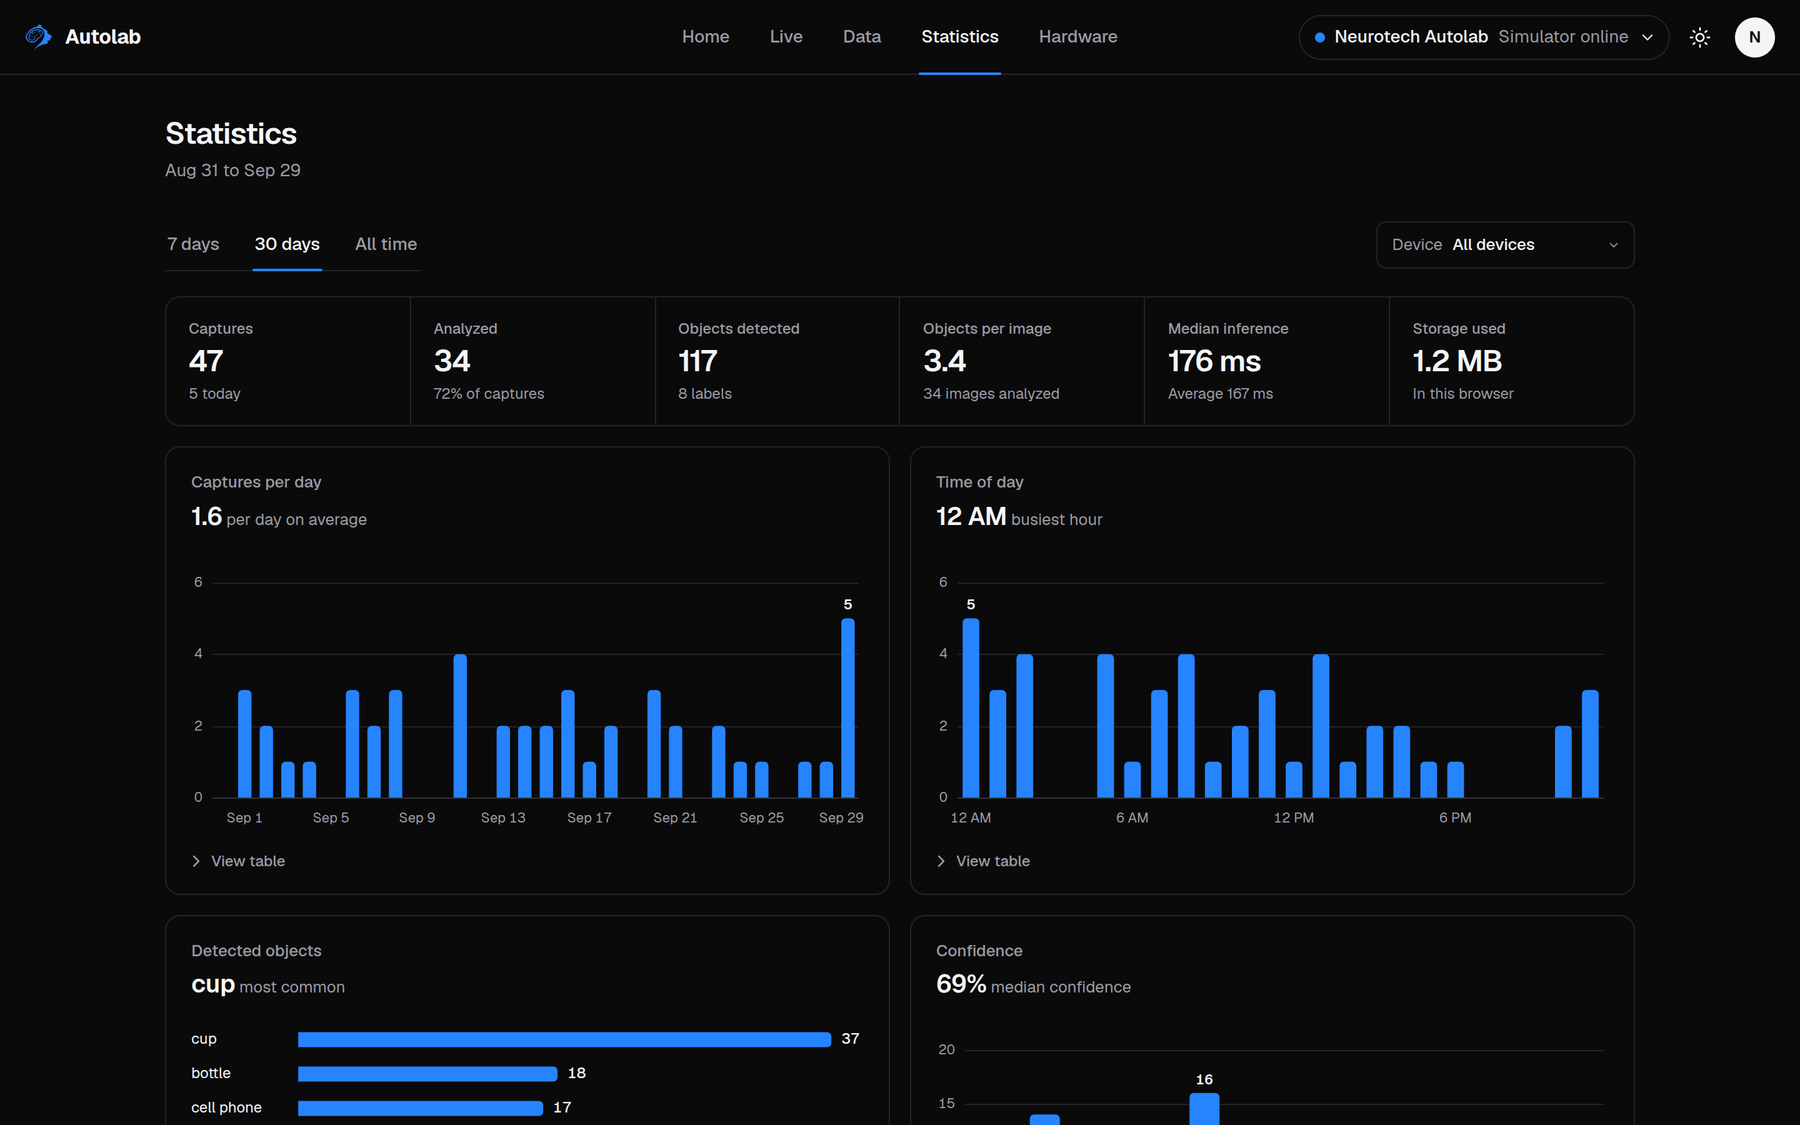 Autolab
Home Live Data Statistics Hardware
Neurotech Autolab Simulator online
N
Statistics
Aug 31 to Sep 29
7 days 30 days All time
Device All devices
Captures
47
5 today
Analyzed
34
72% of captures
Objects detected
117
8 labels
Objects per image
3.4
34 images analyzed
Median inference
176 ms
Average 167 ms
Storage used
1.2 MB
In this browser
Captures per day
1.6 per day on average
6
5
4
2
0
Sep 1 Sep 5 Sep 9 Sep 13 Sep 17 Sep 21 Sep 25 Sep 29
View table
Time of day
12 AM busiest hour
6
5
4
2
0
12 AM 6 AM 12 PM 6 PM
View table
Detected objects
cup most common
cup 37
bottle 18
cell phone 17
Confidence
69% median confidence
20
16
15